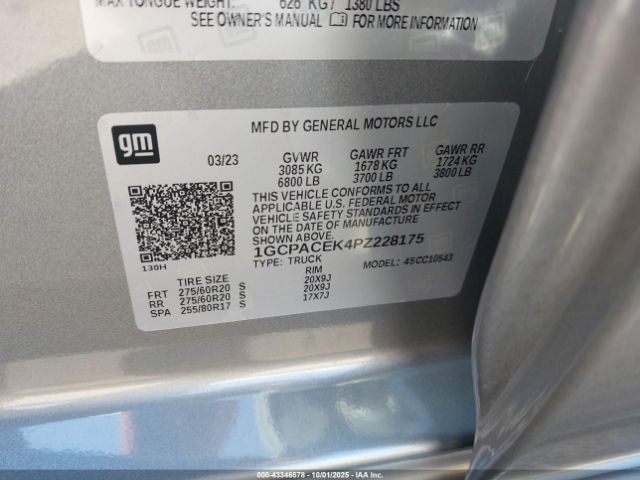 MAX TONGUE WEIGHT: 626 KG / 1380 LBS
SEE OWNER'S MANUAL FOR MORE INFORMATION
gm
MFD BY GENERAL MOTORS LLC
03/23 GVWR GAWR FRT GAWR RR
3085 KG 1678 KG 1724 KG
6800 LB 3700 LB 3800 LB
THIS VEHICLE CONFORMS TO ALL
APPLICABLE U.S. FEDERAL MOTOR
VEHICLE SAFETY STANDARDS IN EFFECT
ON THE DATE OF MANUFACTURE
SHOWN ABOVE.
1GCPACEK4PZ228175
TYPE: TRUCK MODEL: 45CC10543
130H
TIRE SIZE RIM
FRT 275/60R20 S 20X9J
RR 275/60R20 S 20X9J
SPA 255/80R17 S 17X7J
000-43346578 - 10/01/2025 - IAAI.COM